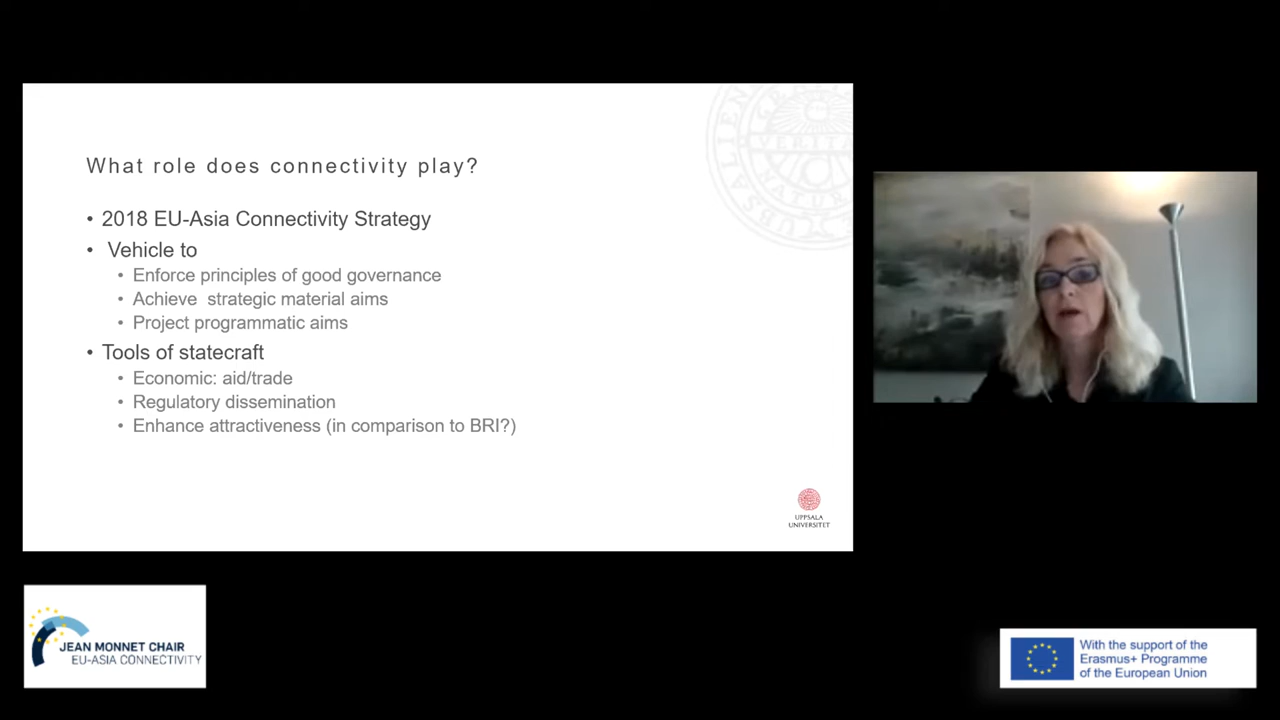 What role does connectivity play?
• 2018 EU-Asia Connectivity Strategy
• Vehicle to
• Enforce principles of good governance
• Achieve strategic material aims
• Project programmatic aims
• Tools of statecraft
• Economic: aid/trade
• Regulatory dissemination
• Enhance attractiveness (in comparison to BRI?)
UPPSALA
UNIVERSITET
JEAN MONNET CHAIR
EU-ASIA CONNECTIVITY
With the support of the
Erasmus+ Programme
of the European Union